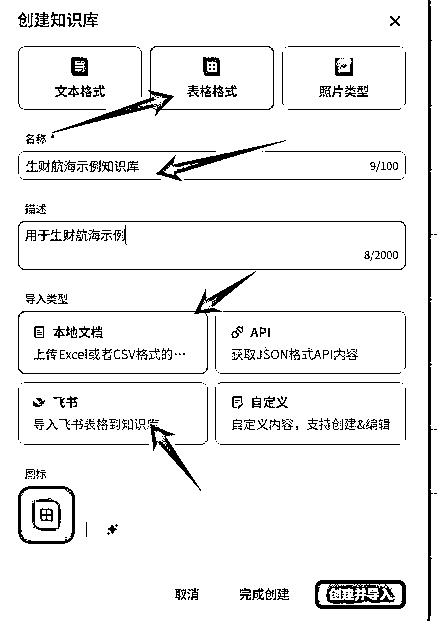 创建知识库
文本格式 表格格式 照片类型
名称 *
生财航海示例知识库 9/100
描述
用于生财航海示例
8/2000
导入类型
本地文档 API
上传Excel或者CSV格式的... 获取JSON格式API内容
飞书 自定义
导入飞书表格到知识库 自定义内容，支持创建&编辑
图标
取消 完成创建 创建并导入